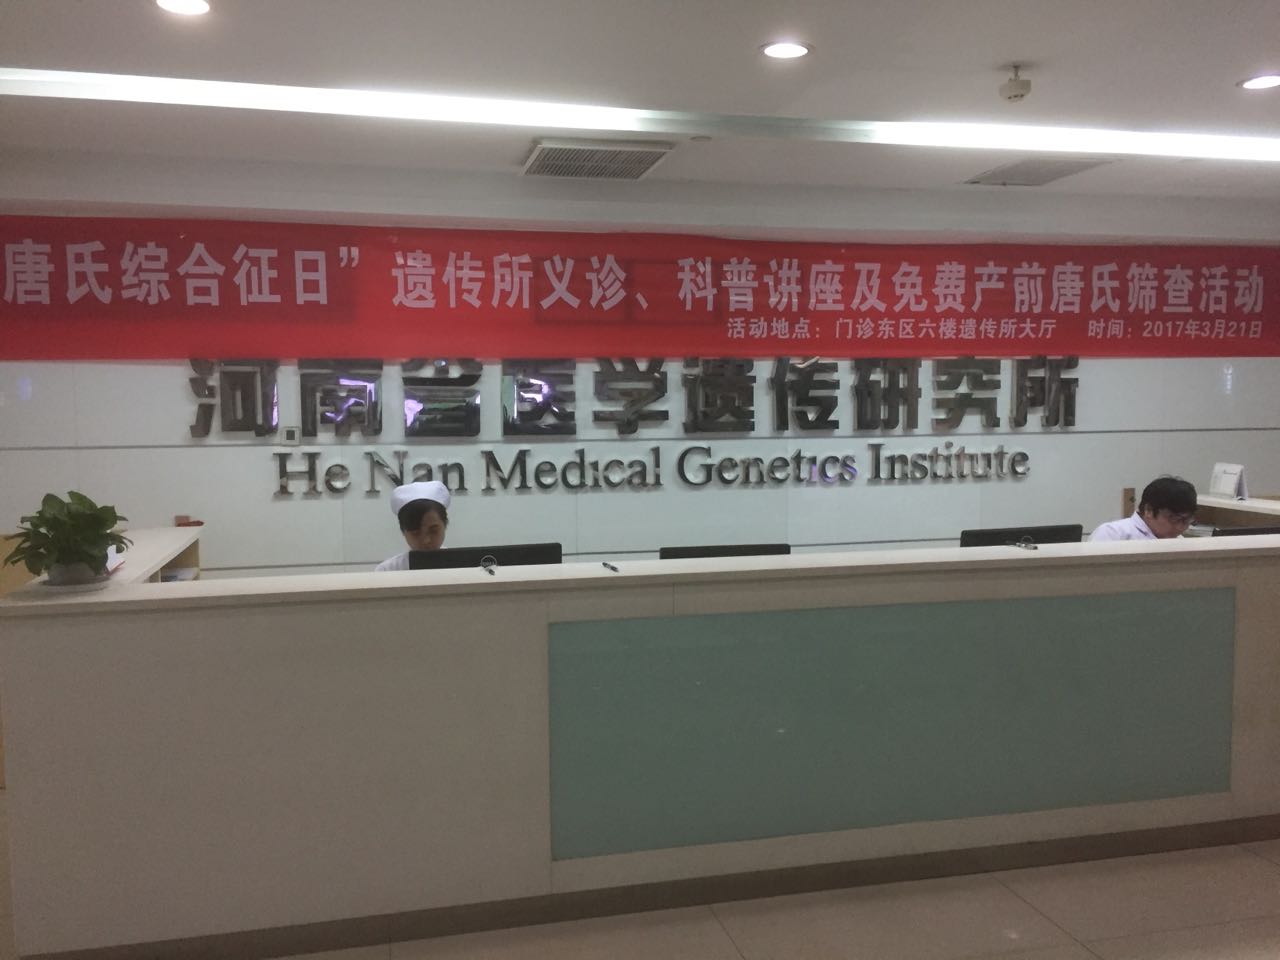 唐氏综合征日” 遗传所义诊、科普讲座及免费产前唐氏筛查活动
活动地点：门诊东区六楼遗传所大厅 时间：2017年3月21日
河南省医学遗传研究所
He Nan Medical Genetics Institute